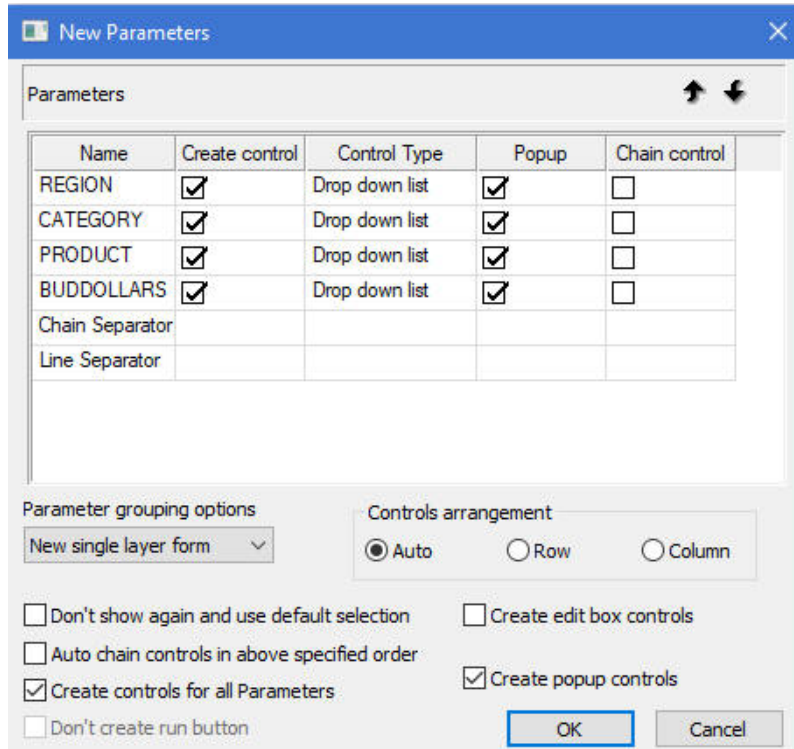 New Parameters
Parameters
Name Create control Control Type Popup Chain control
REGION Drop down list
CATEGORY Drop down list
PRODUCT Drop down list
BUDDOLLARS Drop down list
Chain Separator
Line Separator
Parameter grouping options Controls arrangement
New single layer form Auto Row Column
Don't show again and use default selection Create edit box controls
Auto chain controls in above specified order
Create controls for all Parameters Create popup controls
Don't create run button OK Cancel